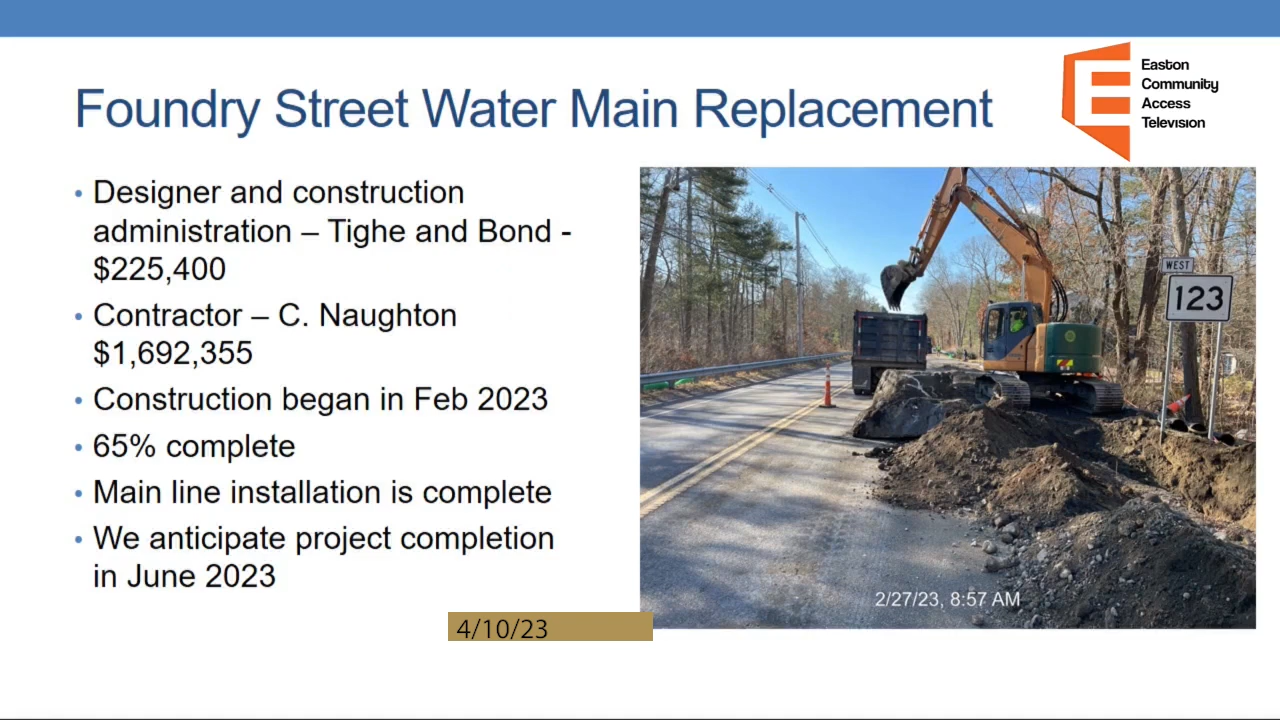 Foundry Street Water Main Replacement
Easton
Community
Access
Television
• Designer and construction
administration – Tighe and Bond -
$225,400
• Contractor – C. Naughton
$1,692,355
• Construction began in Feb 2023
• 65% complete
• Main line installation is complete
• We anticipate project completion
in June 2023
WEST
123
2/27/23, 8:57 AM
4/10/23